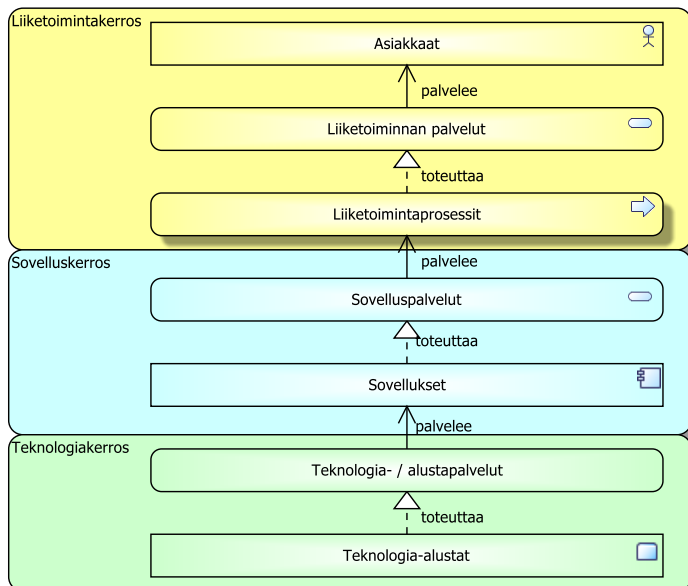 Liiketoimintakerros
Asiakkaat
palvelee
Liiketoiminnan palvelut
toteuttaa
Liiketoimintaprosessit
Sovelluskerros
palvelee
Sovelluspalvelut
toteuttaa
Sovellukset
palvelee
Teknologiakerros
Teknologia- / alustapalvelut
toteuttaa
Teknologia-alustat